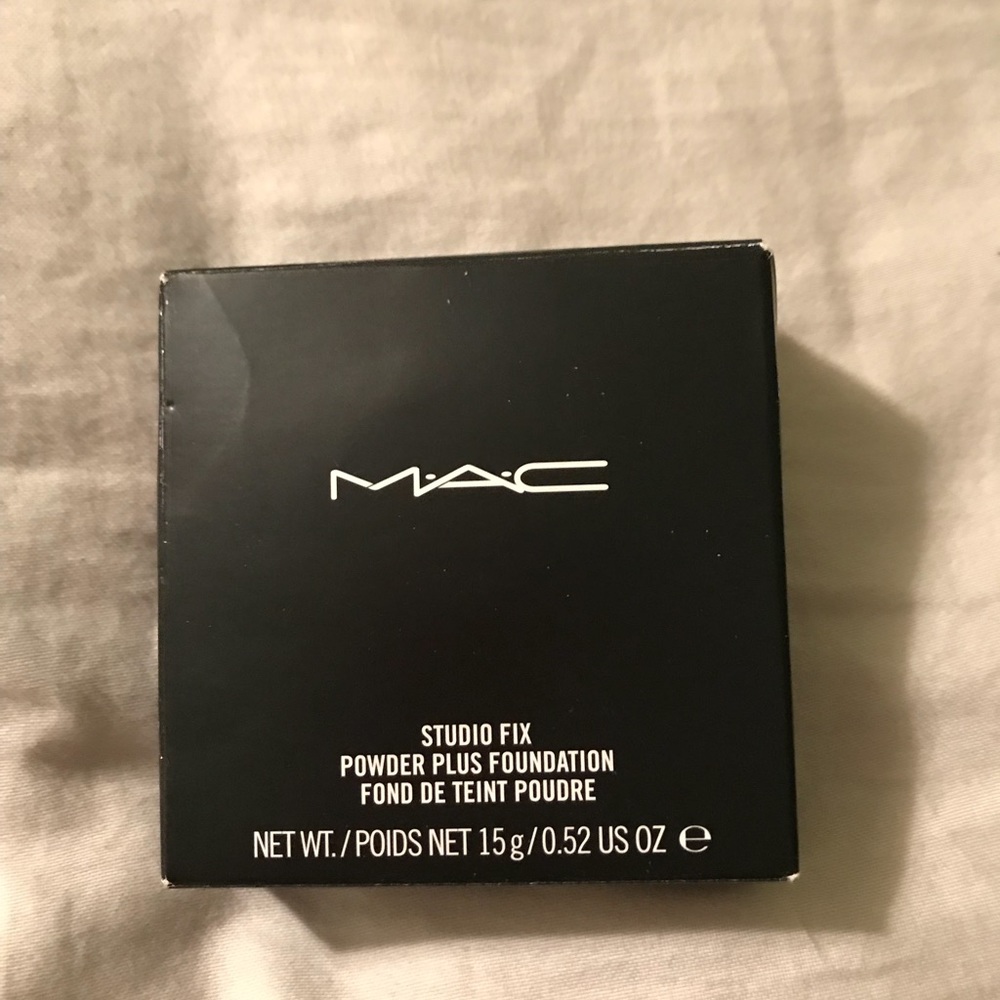 M·A·C
STUDIO FIX
POWDER PLUS FOUNDATION
FOND DE TEINT POUDRE
NET WT./POIDS NET 15 g/0.52 US OZ ℮